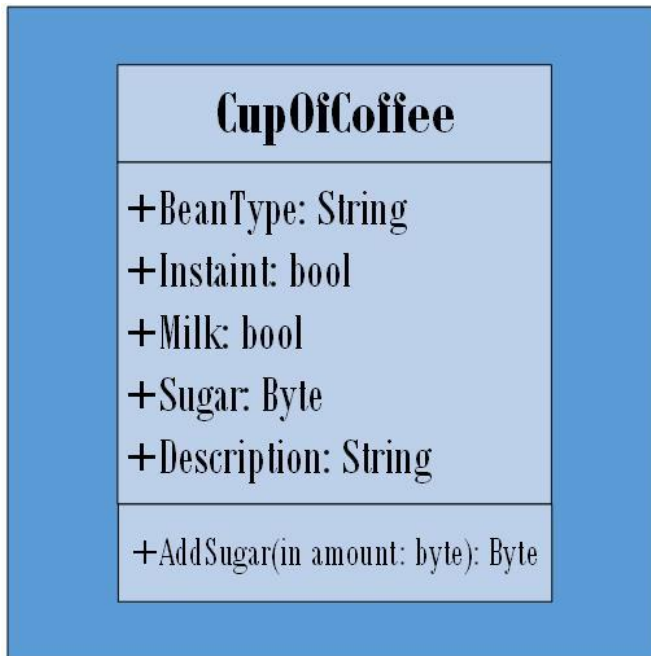 CupOfCoffee
+BeanType: String
+Instaint: bool
+Milk: bool
+Sugar: Byte
+Description: String
+AddSugar(in amount: byte): Byte